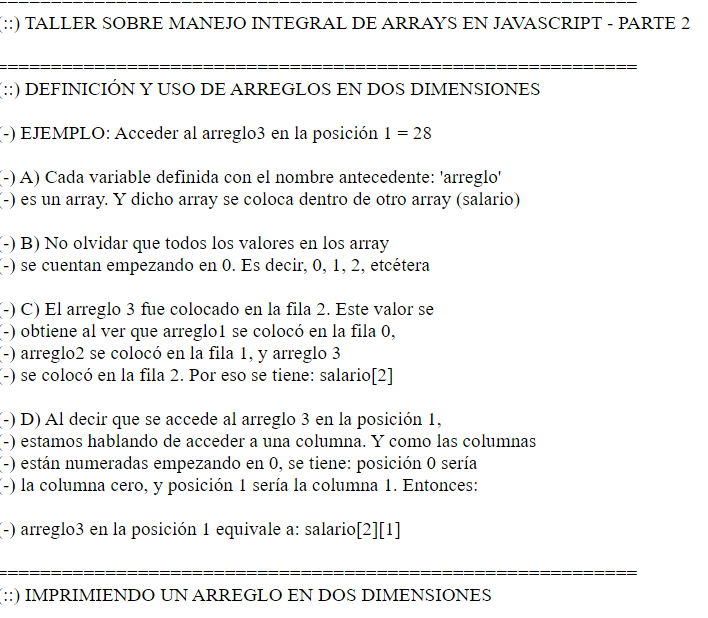 ============================================================
(::) TALLER SOBRE MANEJO INTEGRAL DE ARRAYS EN JAVASCRIPT - PARTE 2
============================================================
(::) DEFINICIÓN Y USO DE ARREGLOS EN DOS DIMENSIONES
(-) EJEMPLO: Acceder al arreglo3 en la posición 1 = 28
(-) A) Cada variable definida con el nombre antecedente: 'arreglo'
(-) es un array. Y dicho array se coloca dentro de otro array (salario)
(-) B) No olvidar que todos los valores en los array
(-) se cuentan empezando en 0. Es decir, 0, 1, 2, etcétera
(-) C) El arreglo 3 fue colocado en la fila 2. Este valor se
(-) obtiene al ver que arreglo1 se colocó en la fila 0,
(-) arreglo2 se colocó en la fila 1, y arreglo 3
(-) se colocó en la fila 2. Por eso se tiene: salario[2]
(-) D) Al decir que se accede al arreglo 3 en la posición 1,
(-) estamos hablando de acceder a una columna. Y como las columnas
(-) están numeradas empezando en 0, se tiene: posición 0 sería
(-) la columna cero, y posición 1 sería la columna 1. Entonces:
(-) arreglo3 en la posición 1 equivale a: salario[2][1]
============================================================
(::) IMPRIMIENDO UN ARREGLO EN DOS DIMENSIONES